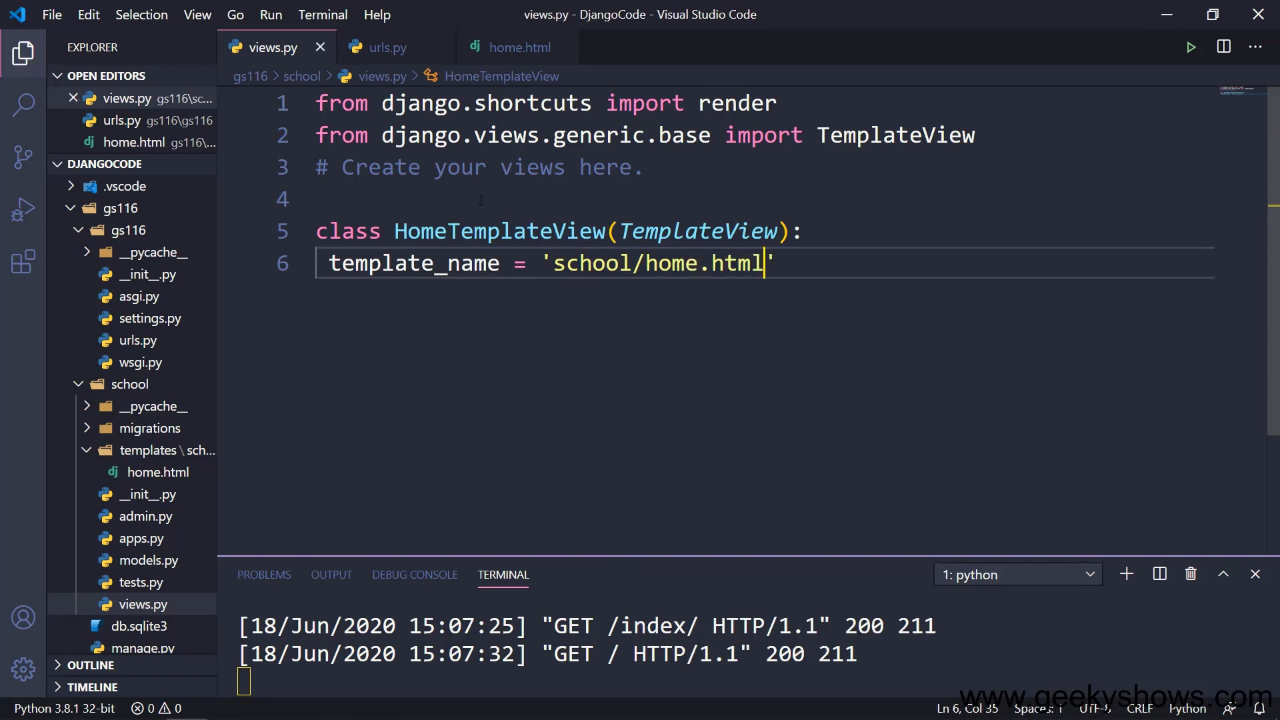 File Edit Selection View Go Run Terminal Help views.py - DjangoCode - Visual Studio Code
EXPLORER
OPEN EDITORS
views.py gs116\sc...
urls.py gs116\gs116
home.html gs116\...
DJANGOCODE
.vscode
gs116
gs116
__pycache__
__init__.py
asgi.py
settings.py
urls.py
wsgi.py
school
__pycache__
migrations
templates \ sch...
home.html
__init__.py
admin.py
apps.py
models.py
tests.py
views.py
db.sqlite3
manage.py
OUTLINE
TIMELINE
views.py urls.py home.html
gs116 > school > views.py > HomeTemplateView
1 from django.shortcuts import render
2 from django.views.generic.base import TemplateView
3 # Create your views here.
4
5 class HomeTemplateView(TemplateView):
6 template_name = 'school/home.html'
PROBLEMS OUTPUT DEBUG CONSOLE TERMINAL 1: python
[18/Jun/2020 15:07:25] "GET /index/ HTTP/1.1" 200 211
[18/Jun/2020 15:07:32] "GET / HTTP/1.1" 200 211
www.geekyshows.com
Python 3.8.1 32-bit 0 0 Ln 6, Col 35 Spaces: 1 UTF-8 CRLF Python